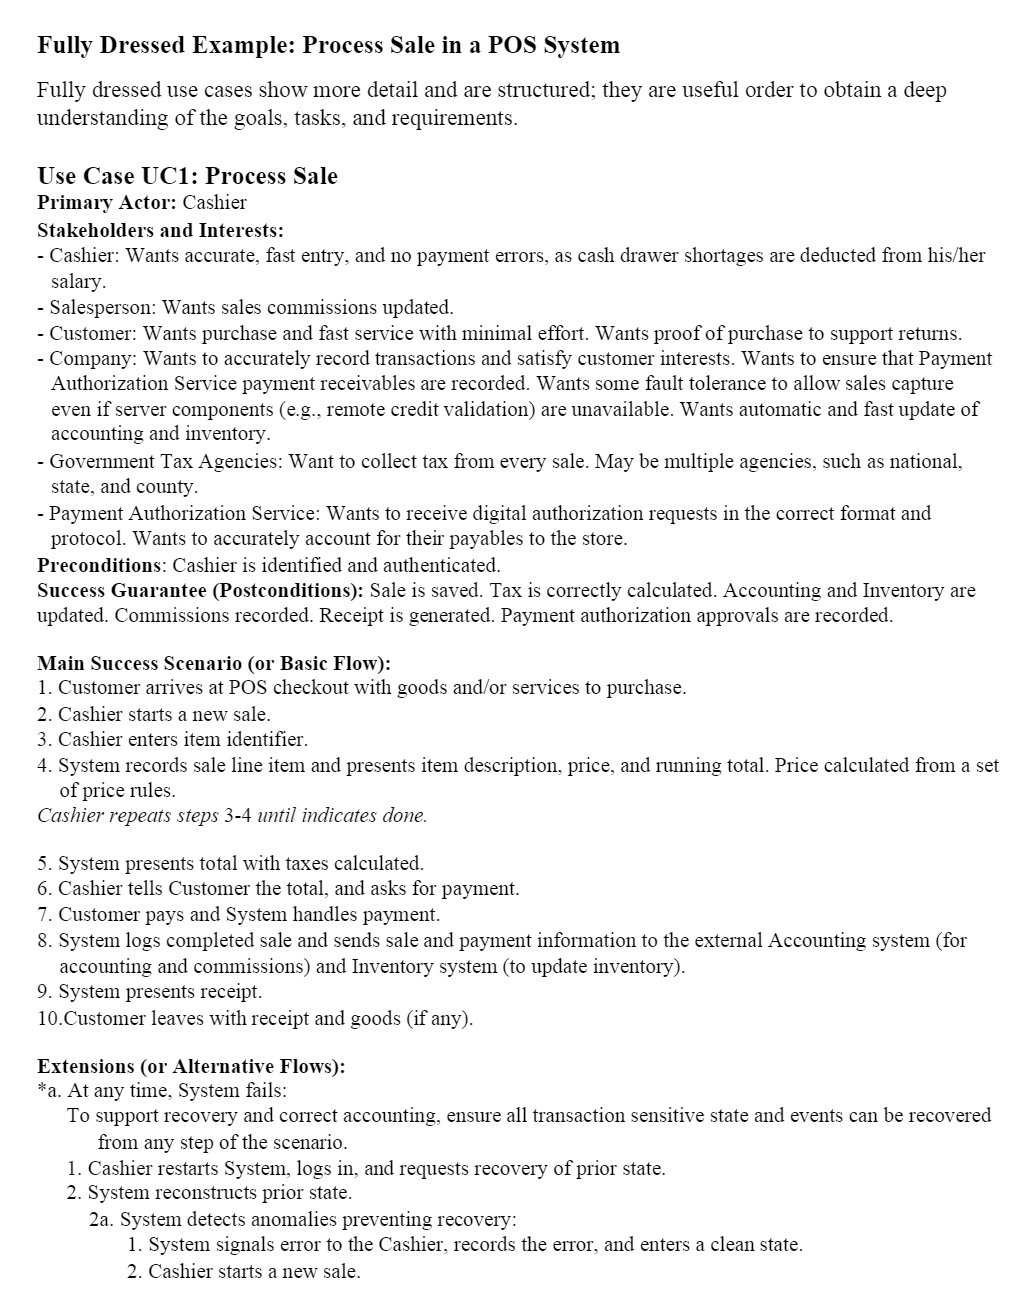 Fully Dressed Example: Process Sale in a POS System
Fully dressed use cases show more detail and are structured; they are useful order to obtain a deep
understanding of the goals, tasks, and requirements.
Use Case UC1: Process Sale
Primary Actor: Cashier
Stakeholders and Interests:
- Cashier: Wants accurate, fast entry, and no payment errors, as cash drawer shortages are deducted from his/her
salary.
- Salesperson: Wants sales commissions updated.
- Customer: Wants purchase and fast service with minimal effort. Wants proof of purchase to support returns.
- Company: Wants to accurately record transactions and satisfy customer interests. Wants to ensure that Payment
Authorization Service payment receivables are recorded. Wants some fault tolerance to allow sales capture
even if server components (e.g., remote credit validation) are unavailable. Wants automatic and fast update of
accounting and inventory.
- Government Tax Agencies: Want to collect tax from every sale. May be multiple agencies, such as national,
state, and county.
- Payment Authorization Service: Wants to receive digital authorization requests in the correct format and
protocol. Wants to accurately account for their payables to the store.
Preconditions: Cashier is identified and authenticated.
Success Guarantee (Postconditions): Sale is saved. Tax is correctly calculated. Accounting and Inventory are
updated. Commissions recorded. Receipt is generated. Payment authorization approvals are recorded.
Main Success Scenario (or Basic Flow):
1. Customer arrives at POS checkout with goods and/or services to purchase.
2. Cashier starts a new sale.
3. Cashier enters item identifier.
4. System records sale line item and presents item description, price, and running total. Price calculated from a set
of price rules.
Cashier repeats steps 3-4 until indicates done.
5. System presents total with taxes calculated.
6. Cashier tells Customer the total, and asks for payment.
7. Customer pays and System handles payment.
8. System logs completed sale and sends sale and payment information to the external Accounting system (for
accounting and commissions) and Inventory system (to update inventory).
9. System presents receipt.
10.Customer leaves with receipt and goods (if any).
Extensions (or Alternative Flows):
*a. At any time, System fails:
To support recovery and correct accounting, ensure all transaction sensitive state and events can be recovered
from any step of the scenario.
1. Cashier restarts System, logs in, and requests recovery of prior state.
2. System reconstructs prior state.
2a. System detects anomalies preventing recovery:
1. System signals error to the Cashier, records the error, and enters a clean state.
2. Cashier starts a new sale.